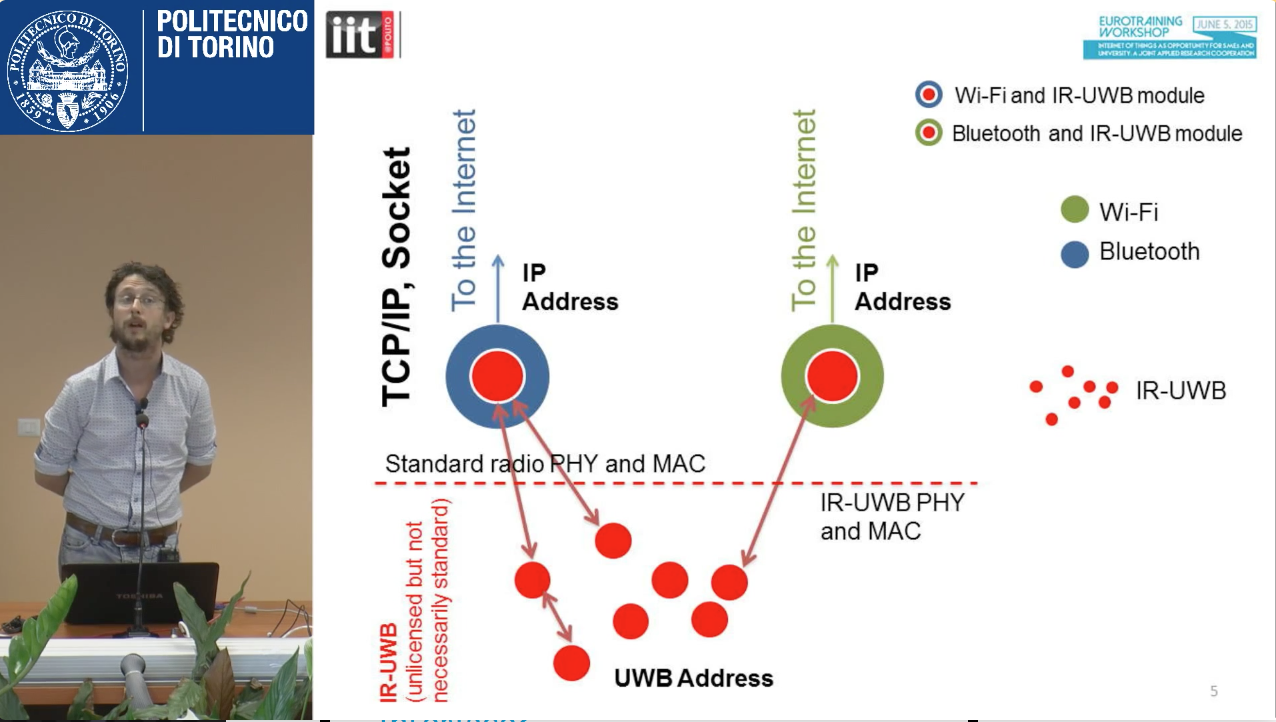 POLITECNICO
DI TORINO
POLITECNICO DI TORINO
1859
1906
iit
@POLITO
EUROTRAINING
WORKSHOP
JUNE 5, 2015
INTERNET OF THINGS AS OPPORTUNITY FOR SMEs AND
UNIVERSITY: A JOINT APPLIED RESEARCH COOPERATION
Wi-Fi and IR-UWB module
Bluetooth and IR-UWB module
Wi-Fi
Bluetooth
IR-UWB
TCP/IP, Socket
To the Internet
IP
Address
To the Internet
IP
Address
Standard radio PHY and MAC
IR-UWB PHY
and MAC
IR-UWB
(unlicensed but not
necessarily standard)
UWB Address
TOSHIBA
5